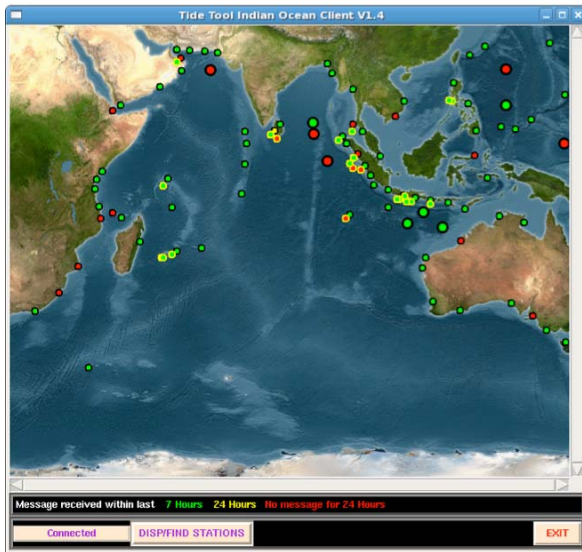 Tide Tool Indian Ocean Client V1.4
Message received within last 7 Hours 24 Hours No message for 24 Hours
Connected DISP/FIND STATIONS EXIT